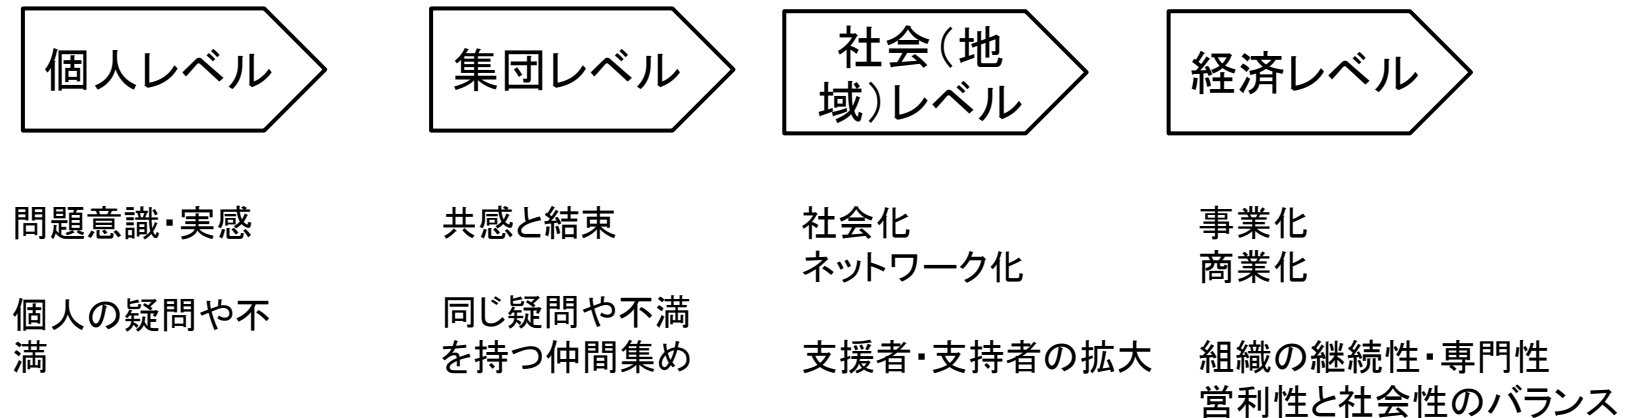 個人レベル
集団レベル
社会（地
域）レベル
経済レベル
問題意識・実感
個人の疑問や不
満
共感と結束
同じ疑問や不満
を持つ仲間集め
社会化
ネットワーク化
支援者・支持者の拡大
事業化
商業化
組織の継続性・専門性
営利性と社会性のバランス